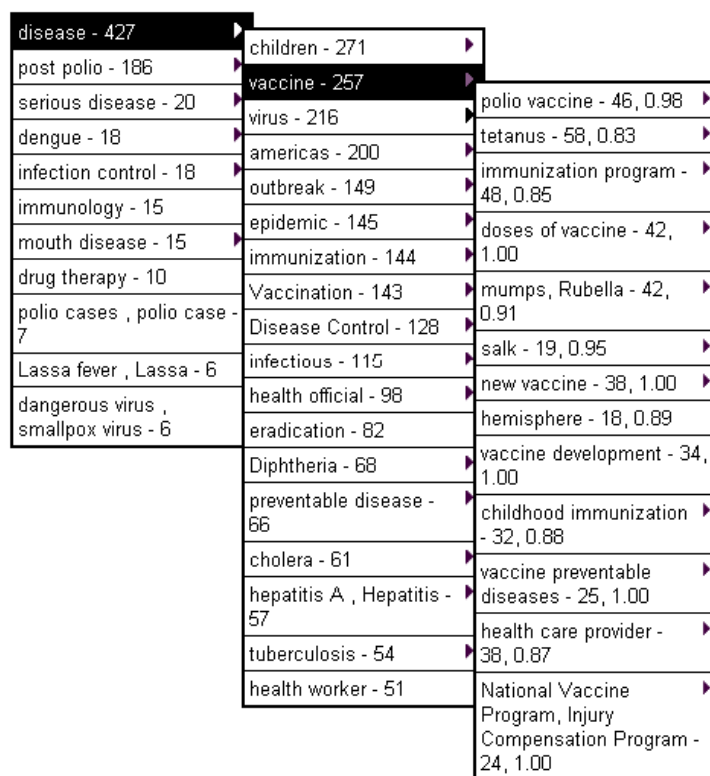 disease - 427
post polio - 186
serious disease - 20
dengue - 18
infection control - 18
immunology - 15
mouth disease - 15
drug therapy - 10
polio cases , polio case -
7
Lassa fever , Lassa - 6
dangerous virus ,
smallpox virus - 6
children - 271
vaccine - 257
virus - 216
americas - 200
outbreak - 149
epidemic - 145
immunization - 144
Vaccination - 143
Disease Control - 128
infectious - 115
health official - 98
eradication - 82
Diphtheria - 68
preventable disease -
66
cholera - 61
hepatitis A , Hepatitis -
57
tuberculosis - 54
health worker - 51
polio vaccine - 46, 0.98
tetanus - 58, 0.83
immunization program -
48, 0.85
doses of vaccine - 42,
1.00
mumps, Rubella - 42,
0.91
salk - 19, 0.95
new vaccine - 38, 1.00
hemisphere - 18, 0.89
vaccine development - 34,
1.00
childhood immunization
- 32, 0.88
vaccine preventable
diseases - 25, 1.00
health care provider -
38, 0.87
National Vaccine
Program, Injury
Compensation Program -
24, 1.00